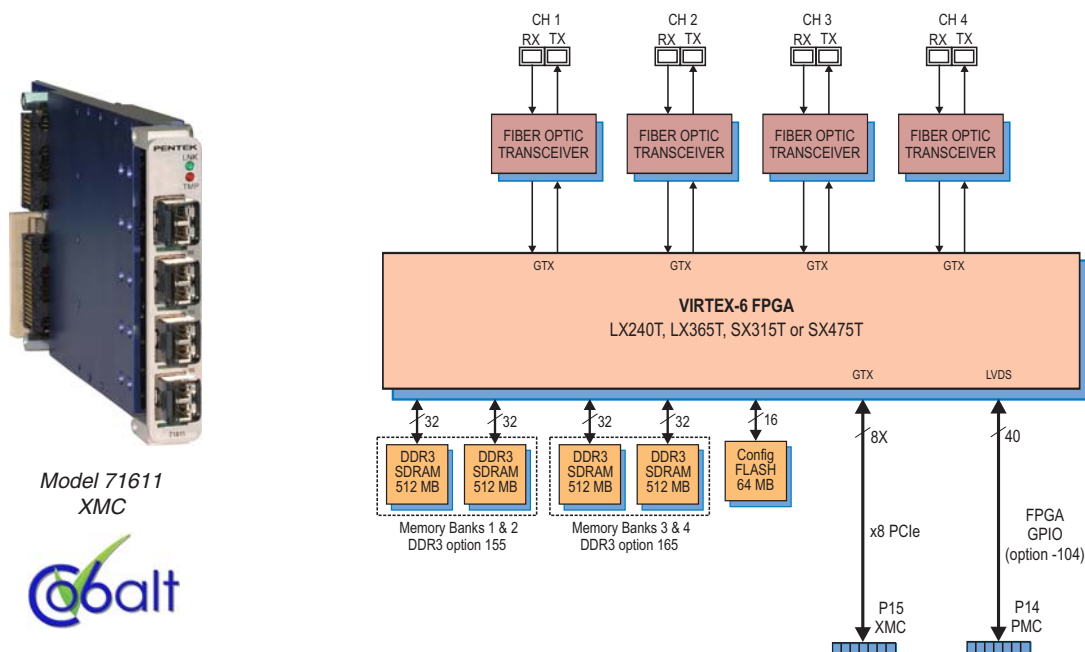 CH 1
CH 2
CH 3
CH 4
RX TX
RX TX
RX TX
RX TX
FIBER OPTIC
TRANSCEIVER
FIBER OPTIC
TRANSCEIVER
FIBER OPTIC
TRANSCEIVER
FIBER OPTIC
TRANSCEIVER
GTX
GTX
GTX
GTX
VIRTEX-6 FPGA
LX240T, LX365T, SX315T or SX475T
GTX
LVDS
32
32
32
32
16
8X
40
DDR3
SDRAM
512 MB
DDR3
SDRAM
512 MB
DDR3
SDRAM
512 MB
DDR3
SDRAM
512 MB
Config
FLASH
64 MB
Memory Banks 1 & 2
DDR3 option 155
Memory Banks 3 & 4
DDR3 option 165
x8 PCIe
FPGA
GPIO
(option -104)
P15
XMC
P14
PMC
PENTEK
LNK
TMP
71611
Model 71611
XMC
Cobalt